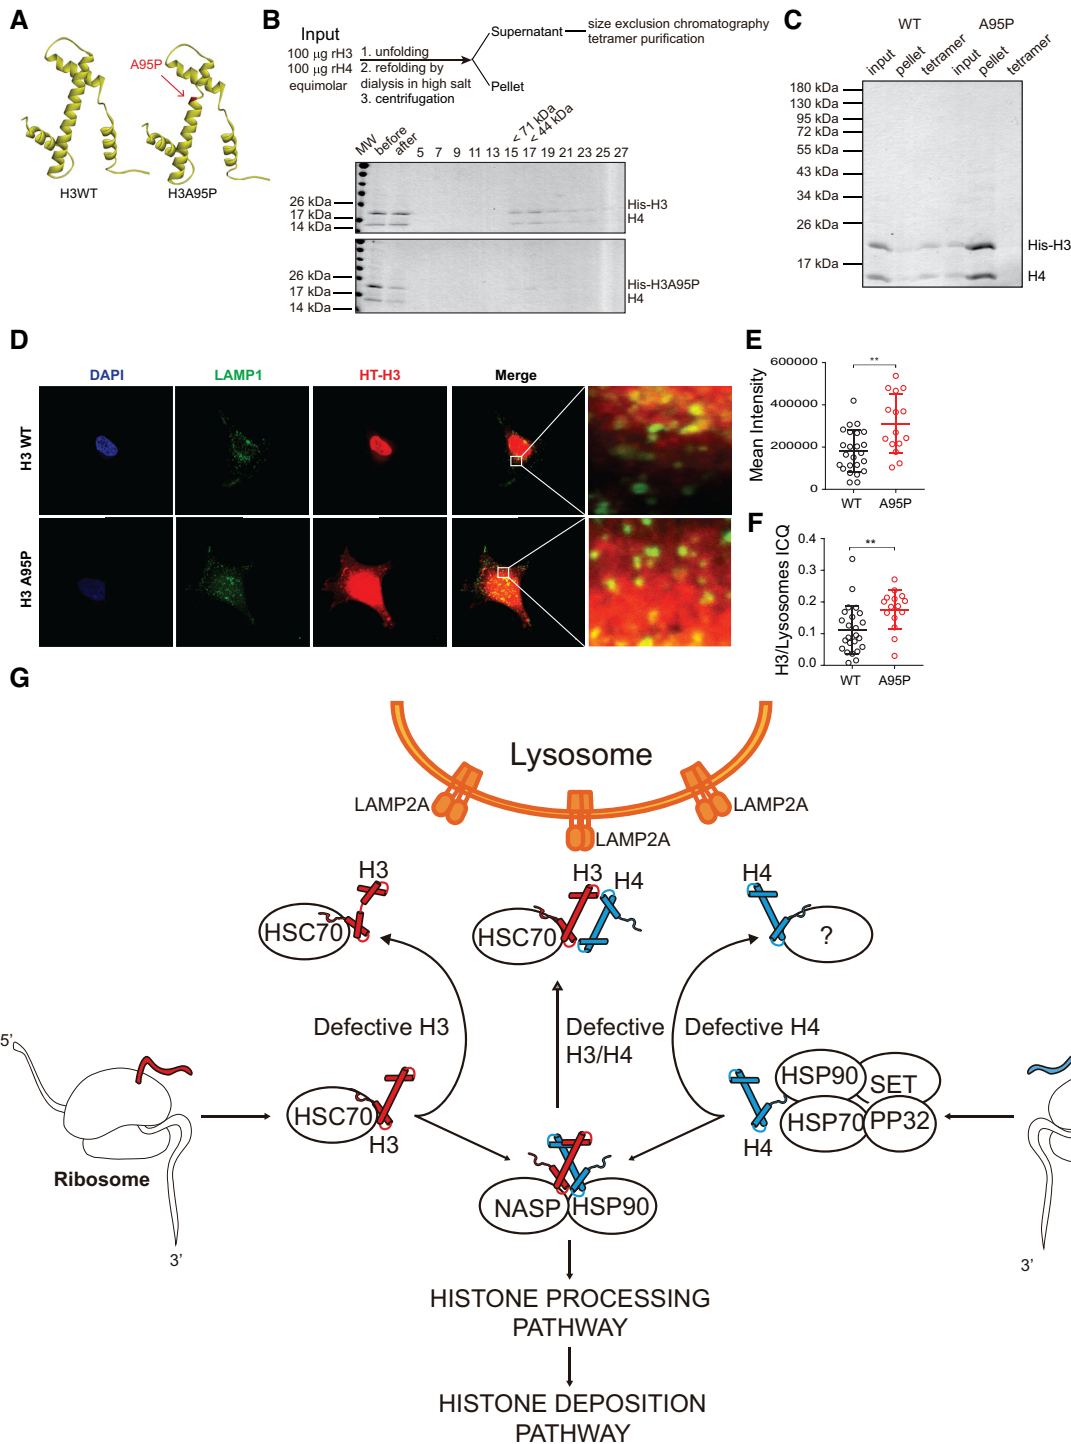 A
A95P
H3WT
H3A95P
B
Input
100 µg rH3
100 µg rH4
equimolar
1. unfolding
2. refolding by
dialysis in high salt
3. centrifugation
Supernatant
size exclusion chromatography
tetramer purification
Pellet
MW before after 5 7 9 11 13 15 17 19 21 23 25 27
< 71 kDa
< 44 kDa
26 kDa
17 kDa
14 kDa
His-H3
H4
26 kDa
17 kDa
14 kDa
His-H3A95P
H4
C
WT A95P
input pellet tetramer input pellet tetramer
180 kDa
130 kDa
95 kDa
72 kDa
55 kDa
43 kDa
34 kDa
26 kDa
17 kDa
His-H3
H4
D
DAPI LAMP1 HT-H3 Merge
H3 WT
H3 A95P
E
Mean Intensity
600000
400000
200000
0
**
WT A95P
F
H3/Lysosomes ICQ
0.4
0.3
0.2
0.1
0.0
**
WT A95P
G
Lysosome
LAMP2A
LAMP2A
LAMP2A
H3
HSC70
H3
H4
HSC70
H4
?
Defective H3
Defective
H3/H4
Defective H4
5'
Ribosome
3'
HSC70
H3
H4
HSP90
SET
HSP70
PP32
3'
NASP
HSP90
HISTONE PROCESSING
PATHWAY
HISTONE DEPOSITION
PATHWAY